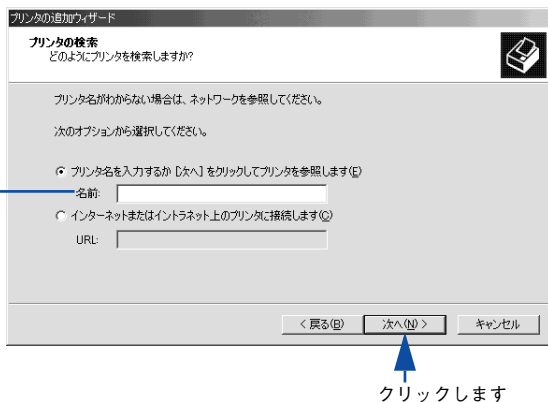 プリンタの追加ウィザード
プリンタの検索
どのようにプリンタを検索しますか?
プリンタ名がわからない場合は、ネットワークを参照してください。
次のオプションから選択してください。
プリンタ名を入力するか [次へ] をクリックしてプリンタを参照します(E)
名前:
インターネットまたはイントラネット上のプリンタに接続します(C)
URL:
< 戻る(B) 次へ(N) > キャンセル
クリックします